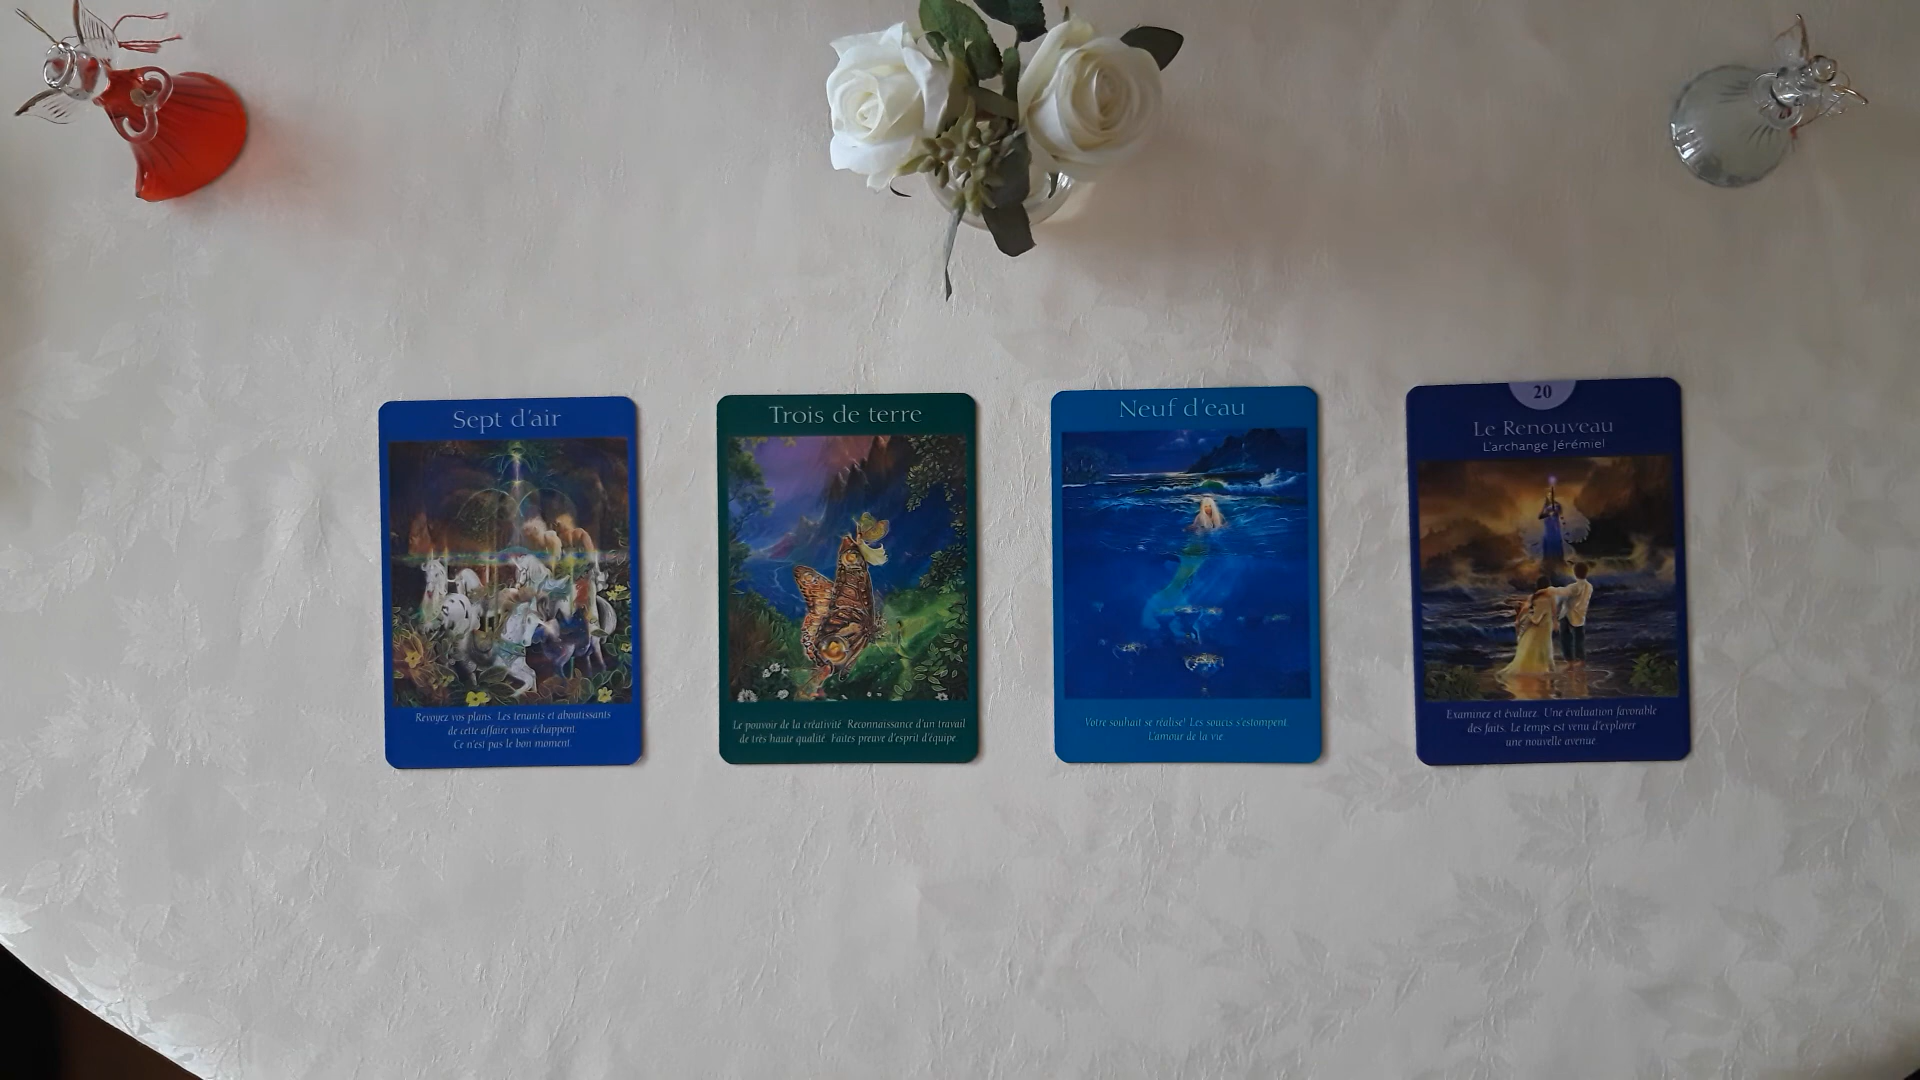 Sept d'air
Revoyez vos plans. Les tenants et aboutissants
de cette affaire vous échappent.
Ce n'est pas le bon moment.
Trois de terre
Le pouvoir de la créativité. Reconnaissance d'un travail
de très haute qualité. Faites preuve d'esprit d'équipe.
Neuf d'eau
Votre souhait se réalise! Les soucis s'estompent.
L'amour de la vie.
20
Le Renouveau
L'archange Jérémiel
Examinez et évaluez. Une évaluation favorable
des faits. Le temps est venu d'explorer
une nouvelle avenue.